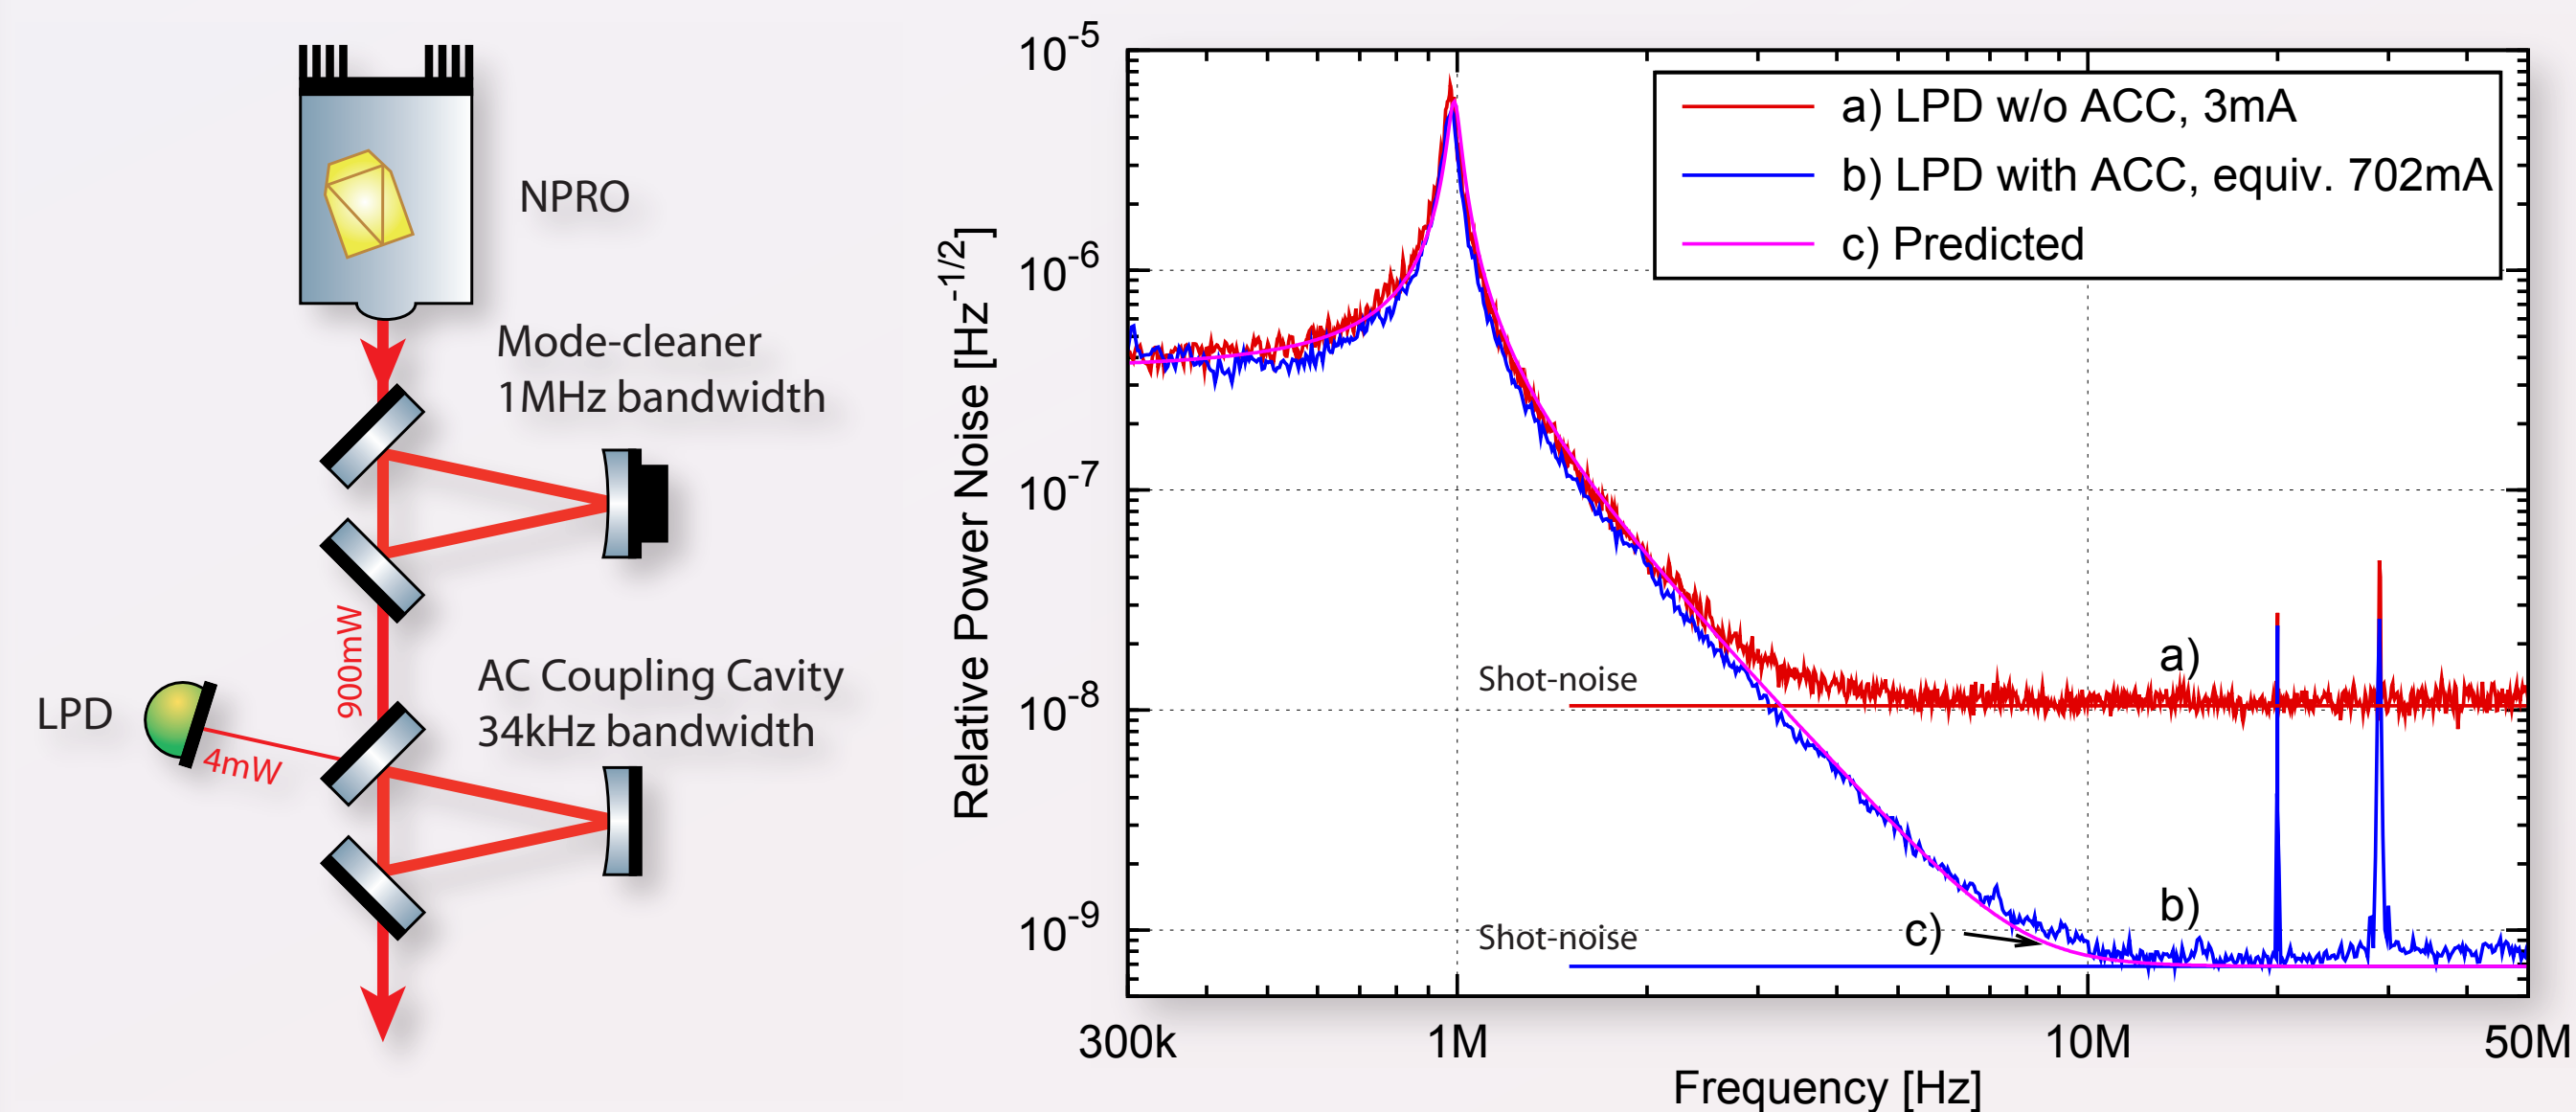 NPRO
Mode-cleaner
1MHz bandwidth
900mW
LPD
4mW
AC Coupling Cavity
34kHz bandwidth
Relative Power Noise [Hz-1/2]
10-5
10-6
10-7
10-8
10-9
a) LPD w/o ACC, 3mA
b) LPD with ACC, equiv. 702mA
c) Predicted
Shot-noise
a)
Shot-noise
c)
b)
300k
1M
10M
50M
Frequency [Hz]